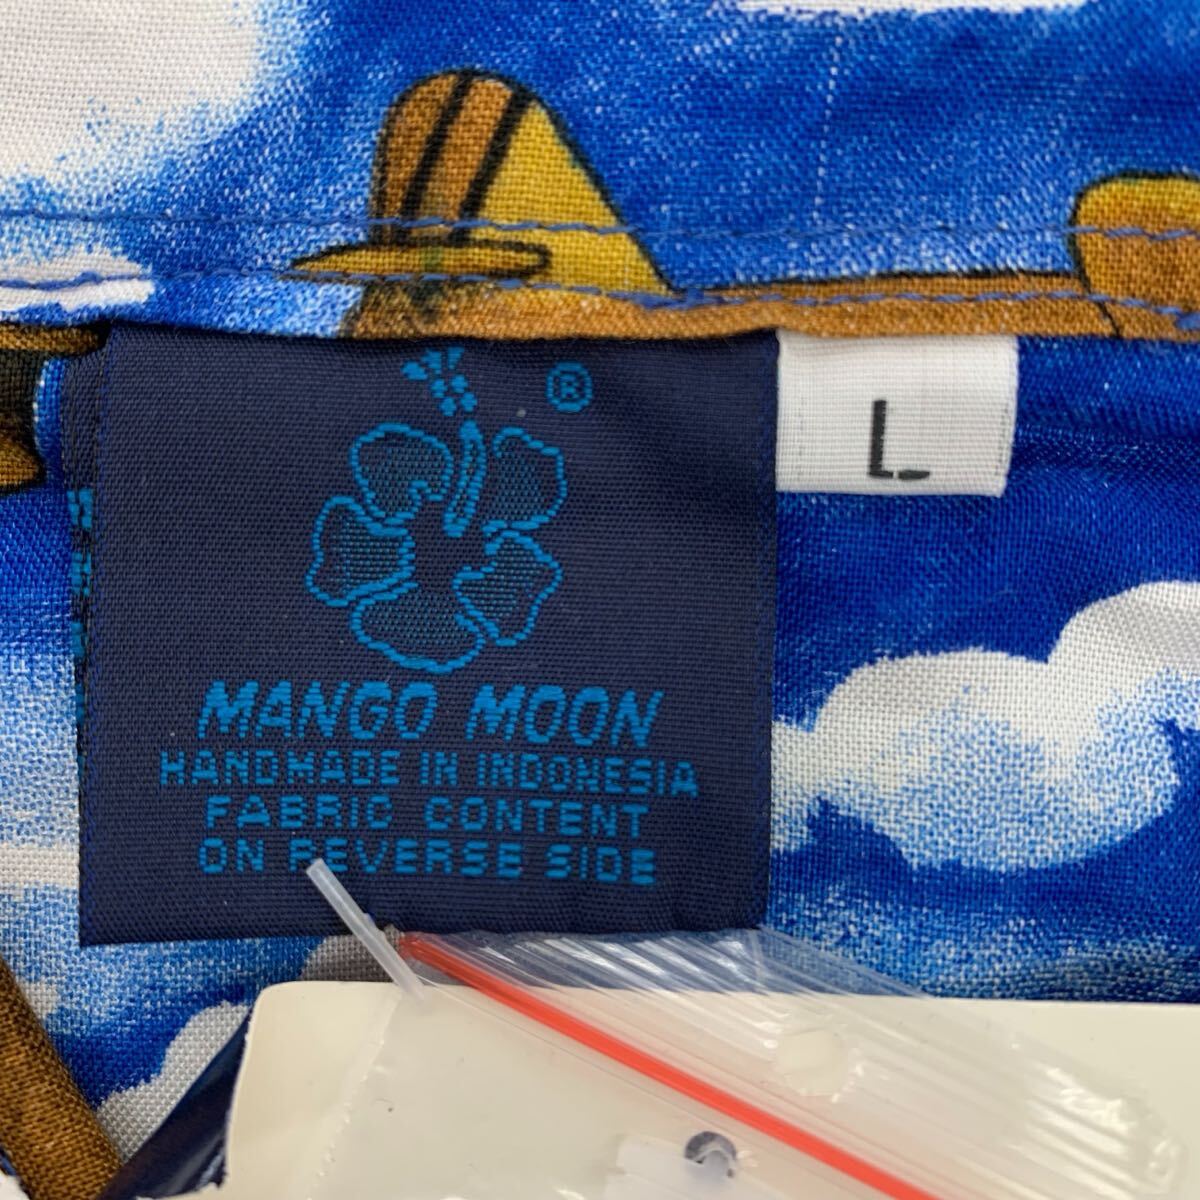 ®
L
MANGO MOON
HANDMADE IN INDONESIA
FABRIC CONTENT
ON REVERSE SIDE